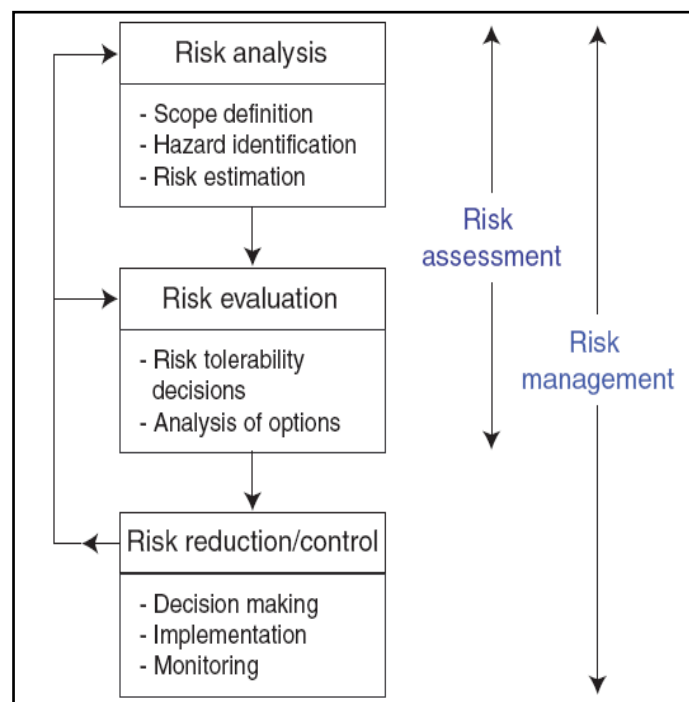 Risk analysis
- Scope definition
- Hazard identification
- Risk estimation
Risk evaluation
- Risk tolerability
decisions
- Analysis of options
Risk reduction/control
- Decision making
- Implementation
- Monitoring
Risk
assessment
Risk
management